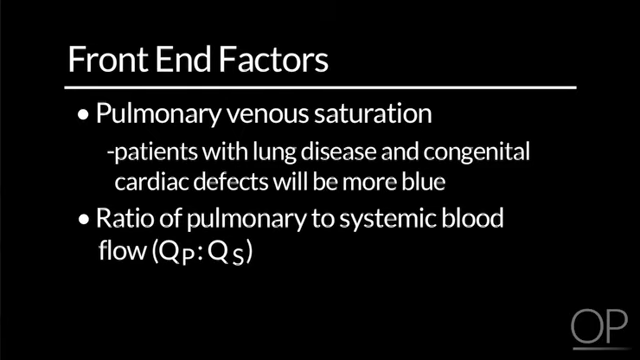 Front End Factors
• Pulmonary venous saturation
-patients with lung disease and congenital
cardiac defects will be more blue
• Ratio of pulmonary to systemic blood
flow (QP:QS)
OP